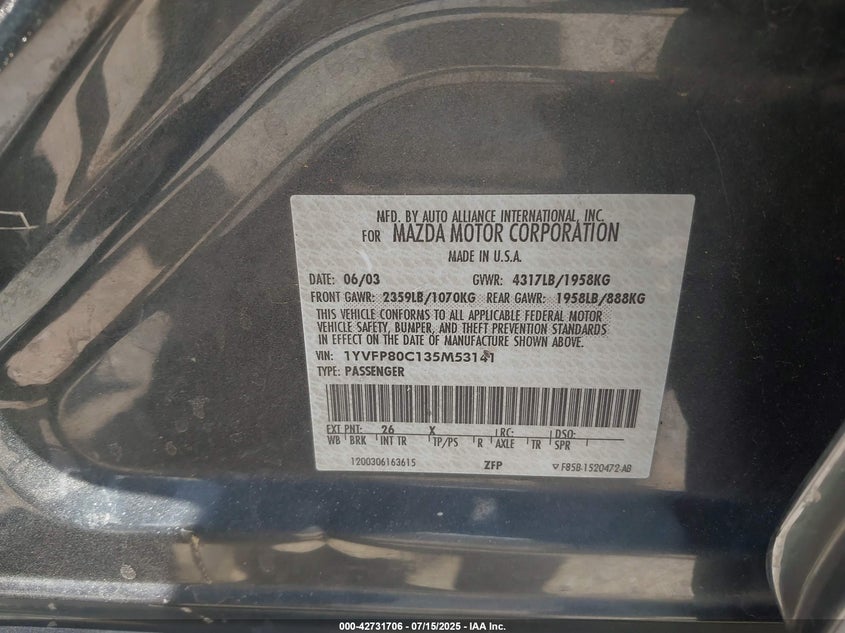 MFD. BY AUTO ALLIANCE INTERNATIONAL, INC.
FOR MAZDA MOTOR CORPORATION
MADE IN U.S.A.
DATE: 06/03 GVWR: 4317LB/1958KG
FRONT GAWR: 2359LB/1070KG REAR GAWR: 1958LB/888KG
THIS VEHICLE CONFORMS TO ALL APPLICABLE FEDERAL MOTOR
VEHICLE SAFETY, BUMPER, AND THEFT PREVENTION STANDARDS
IN EFFECT ON THE DATE OF MANUFACTURE SHOWN ABOVE.
VIN: 1YVFP80C135M53141
TYPE: PASSENGER
EXT PNT: 26 X LRC: DSO:
WB BRK INT TR TP/PS R AXLE TR SPR
1200306163615 ZFP F85B-1520472-AB
000-42731706 - 07/15/2025 - IAA Inc.